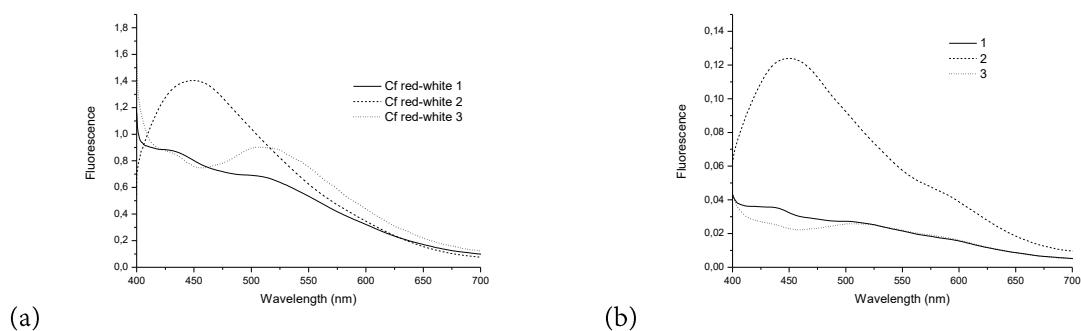 1,8
1,6
1,4
1,2
1,0
0,8
0,6
0,4
0,2
0,0
Fluorescence
400 450 500 550 600 650 700
Wavelength (nm)
Cf red-white 1
Cf red-white 2
Cf red-white 3
(a)
0,14
0,12
0,10
0,08
0,06
0,04
0,02
0,00
Fluorescence
400 450 500 550 600 650 700
Wavelength (nm)
1
2
3
(b)